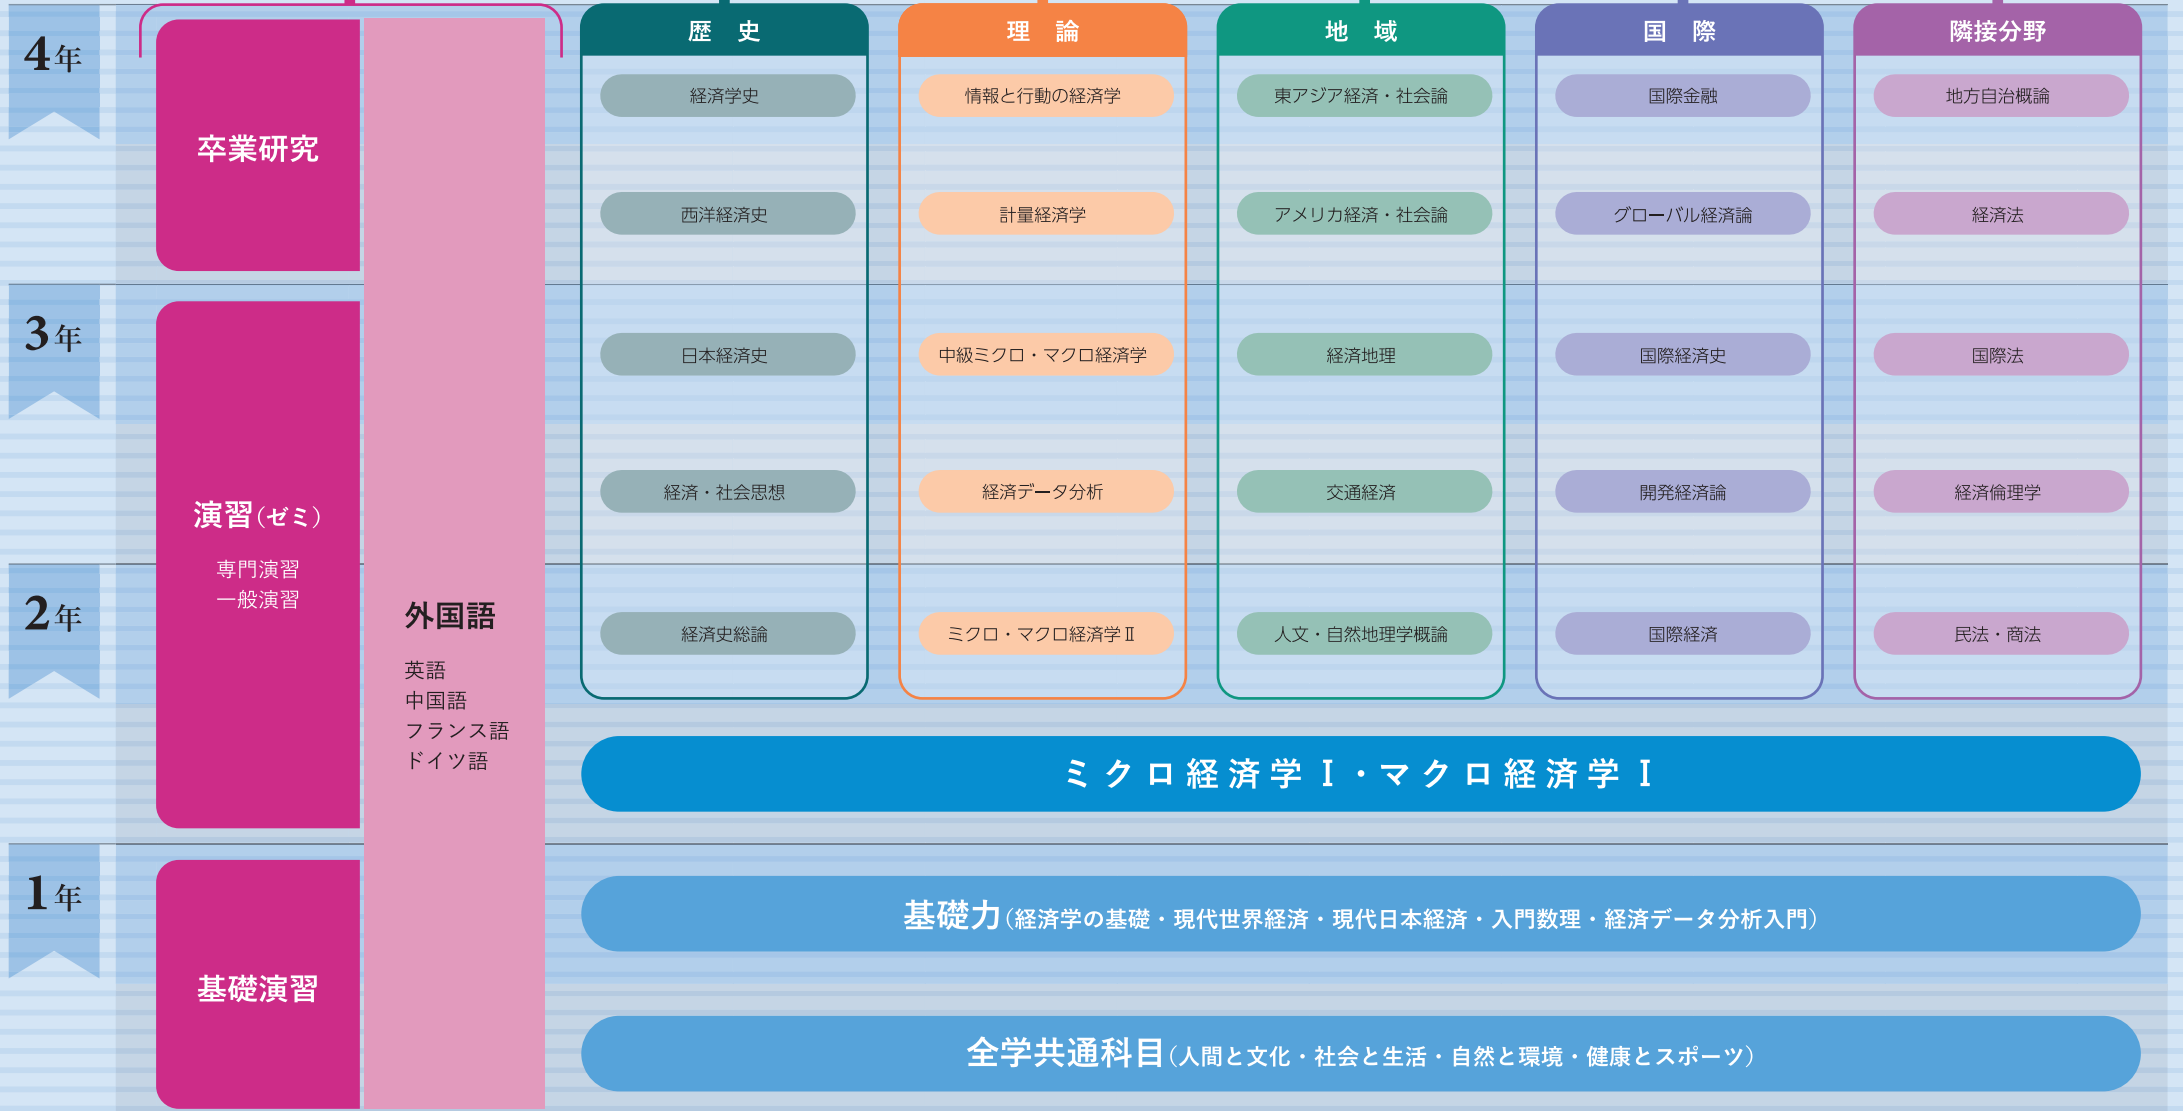 4年
卒業研究
歴　史
経済学史
西洋経済史
日本経済史
経済・社会思想
経済史総論
理　論
情報と行動の経済学
計量経済学
中級ミクロ・マクロ経済学
経済データ分析
ミクロ・マクロ経済学Ⅱ
地　域
東アジア経済・社会論
アメリカ経済・社会論
経済地理
交通経済
人文・自然地理学概論
国　際
国際金融
グローバル経済論
国際経済史
開発経済論
国際経済
隣接分野
地方自治概論
経済法
国際法
経済倫理学
民法・商法
3年
演習（ゼミ）
専門演習
一般演習
2年
外国語
英語
中国語
フランス語
ドイツ語
ミクロ経済学Ⅰ・マクロ経済学Ⅰ
1年
基礎演習
基礎力（経済学の基礎・現代世界経済・現代日本経済・入門数理・経済データ分析入門）
全学共通科目（人間と文化・社会と生活・自然と環境・健康とスポーツ）